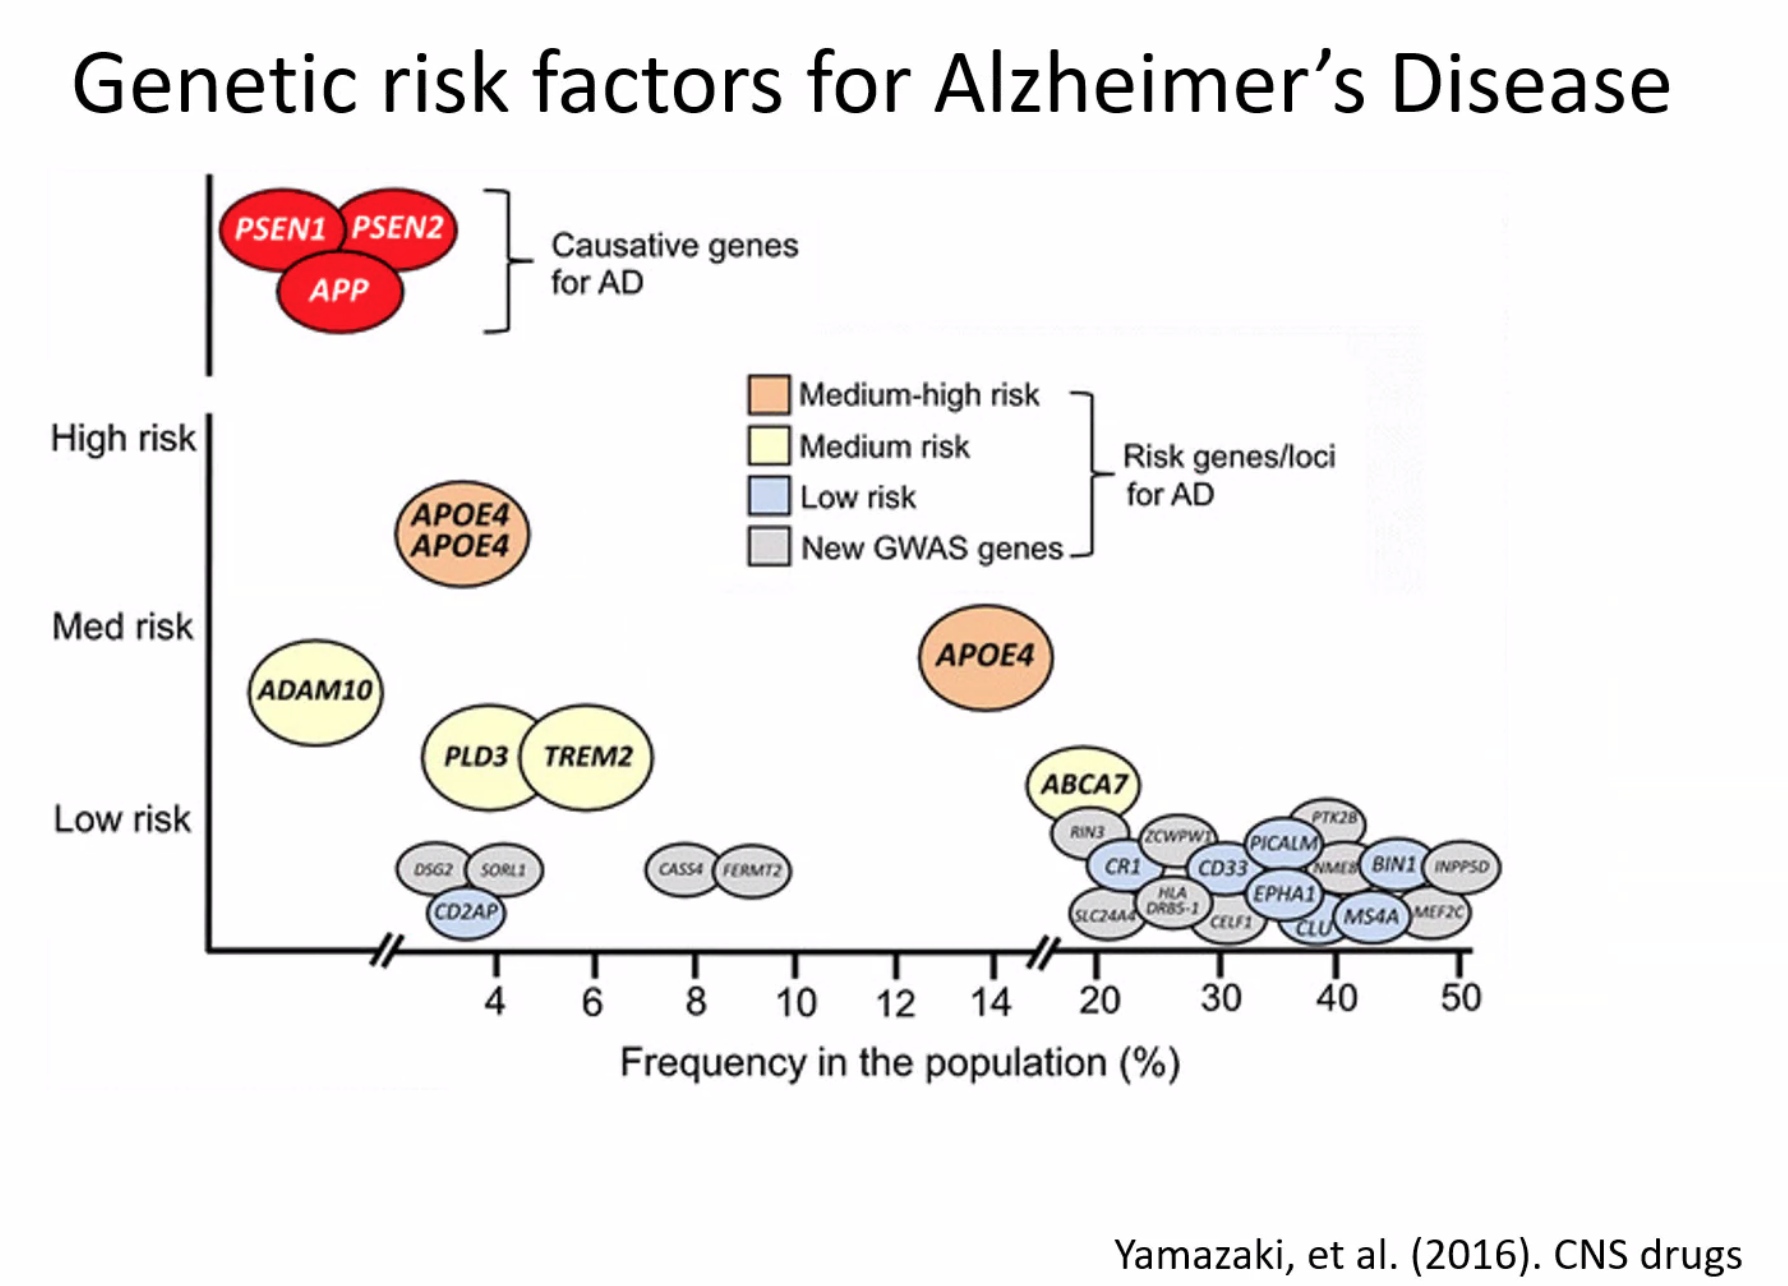 Genetic risk factors for Alzheimer's Disease
PSEN1
PSEN2
APP
Causative genes
for AD
Medium-high risk
Medium risk
Low risk
New GWAS genes
Risk genes/loci
for AD
High risk
Med risk
Low risk
APOE4
APOE4
APOE4
ADAM10
PLD3
TREM2
ABCA7
DSG2
SORL1
CD2AP
CASS4
FERMT2
RIN3
ZCWPW1
PICALM
PTK2B
CR1
CD33
NME8
BIN1
INPP5D
SLC24A4
HLA
DRB5-1
EPHA1
CELF1
CLU
MS4A
MEF2C
4
6
8
10
12
14
20
30
40
50
Frequency in the population (%)
Yamazaki, et al. (2016). CNS drugs